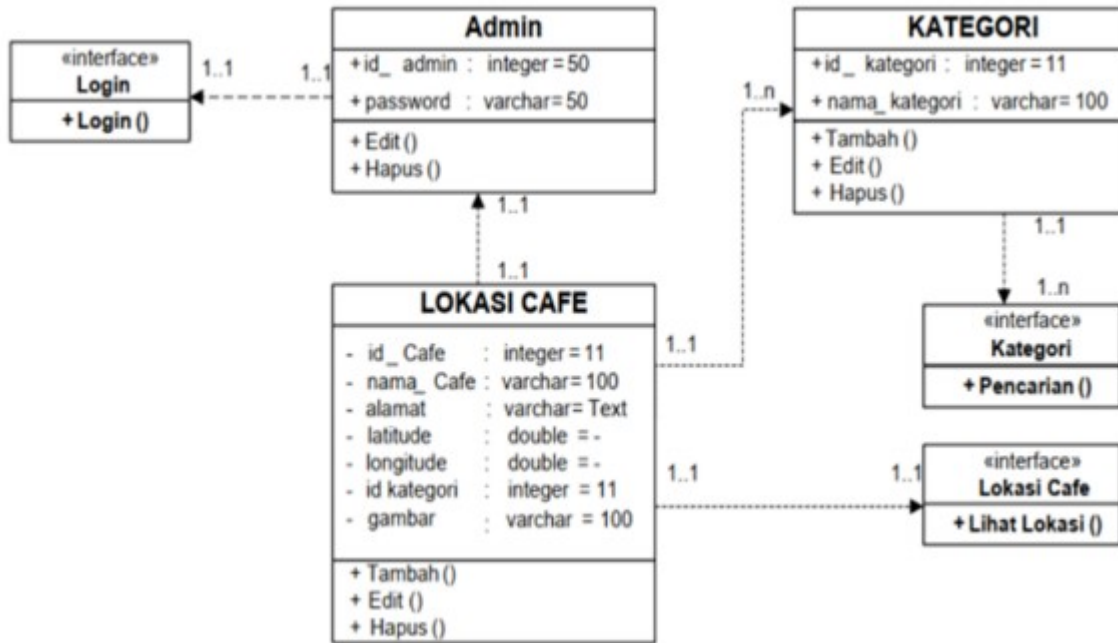 Admin
+id_ admin : integer = 50
+ password : varchar= 50
+ Edit ()
+ Hapus ()
«interface»
Login
+ Login ()
1..1
1..1
KATEGORI
+id_ kategori : integer = 11
+ nama_ kategori : varchar= 100
+ Tambah ()
+ Edit ()
+ Hapus ()
1..n
1..1
1..1
1..n
1..1
1..1
LOKASI CAFE
- id_ Cafe : integer = 11
- nama_ Cafe : varchar= 100
- alamat : varchar= Text
- latitude : double = -
- longitude : double = -
- id kategori : integer = 11
- gambar : varchar = 100
+ Tambah ()
+ Edit ()
+ Hapus ()
«interface»
Kategori
+ Pencarian ()
1..1
1..1
«interface»
Lokasi Cafe
+ Lihat Lokasi ()